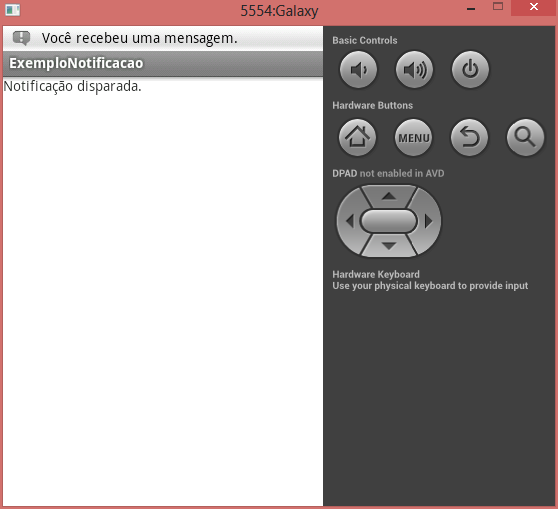 5554:Galaxy
Você recebeu uma mensagem.
ExemploNotificacao
Notificação disparada.
Basic Controls
Hardware Buttons
MENU
DPAD not enabled in AVD
Hardware Keyboard
Use your physical keyboard to provide input